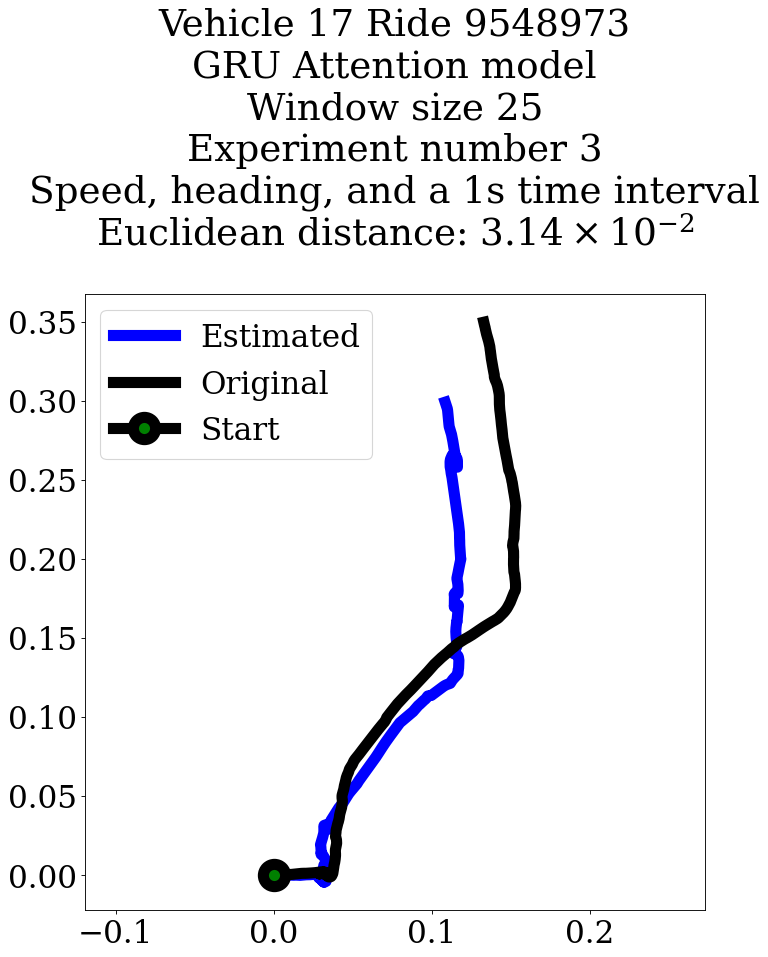 Vehicle 17 Ride 9548973
GRU Attention model
Window size 25
Experiment number 3
Speed, heading, and a 1s time interval
Euclidean distance: 3.14 × 10⁻²
Estimated
Original
Start
0.35
0.30
0.25
0.20
0.15
0.10
0.05
0.00
−0.1 0.0 0.1 0.2